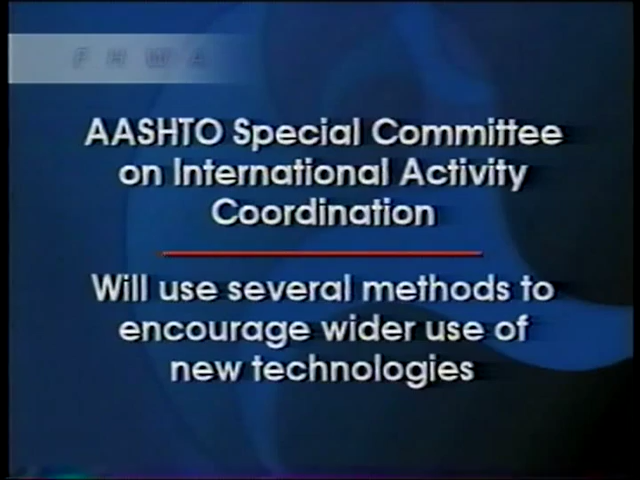 F H W A
AASHTO Special Committee
on International Activity
Coordination
Will use several methods to
encourage wider use of
new technologies